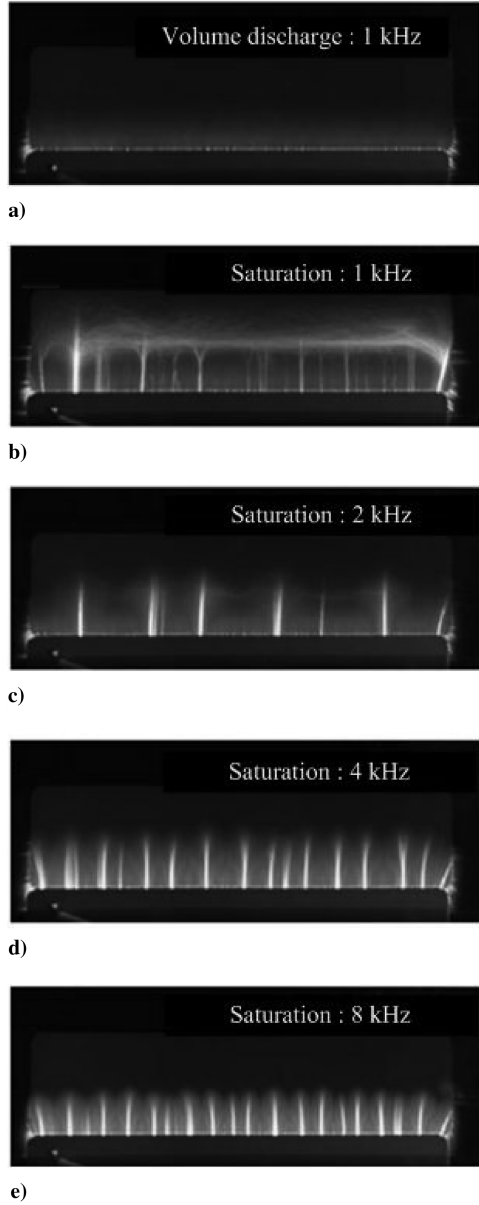 Volume discharge : 1 kHz
a)
Saturation : 1 kHz
b)
Saturation : 2 kHz
c)
Saturation : 4 kHz
d)
Saturation : 8 kHz
e)